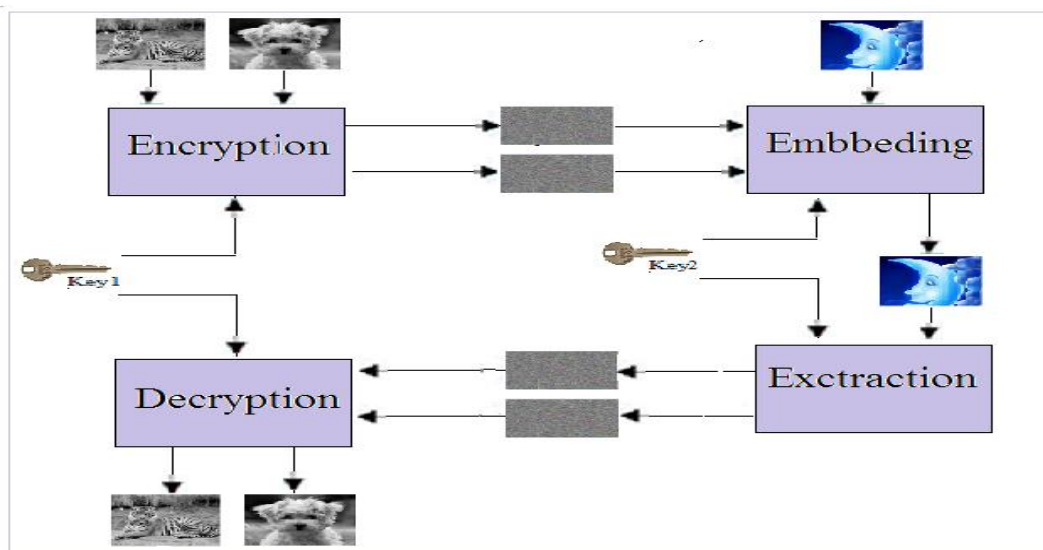 Encryption
Embbeding
Key1
Key2
Decryption
Exctraction